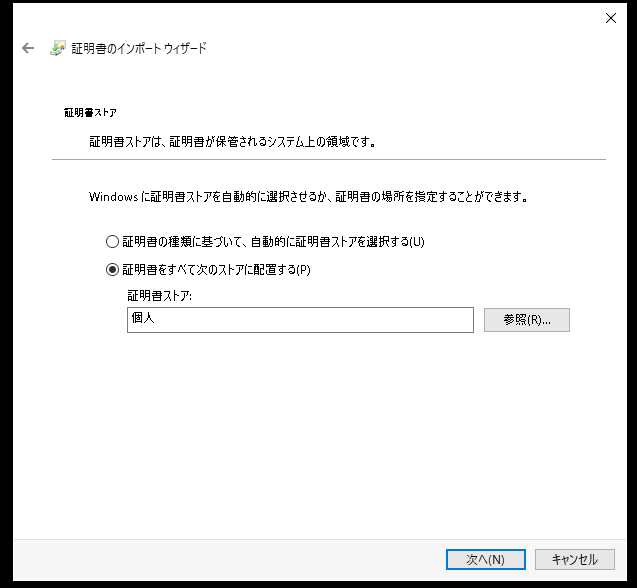 証明書のインポート ウィザード
証明書ストア
証明書ストアは、証明書が保管されるシステム上の領域です。
Windows に証明書ストアを自動的に選択させるか、証明書の場所を指定することができます。
証明書の種類に基づいて、自動的に証明書ストアを選択する(U)
証明書をすべて次のストアに配置する(P)
証明書ストア:
個人
参照(R)...
次へ(N)
キャンセル